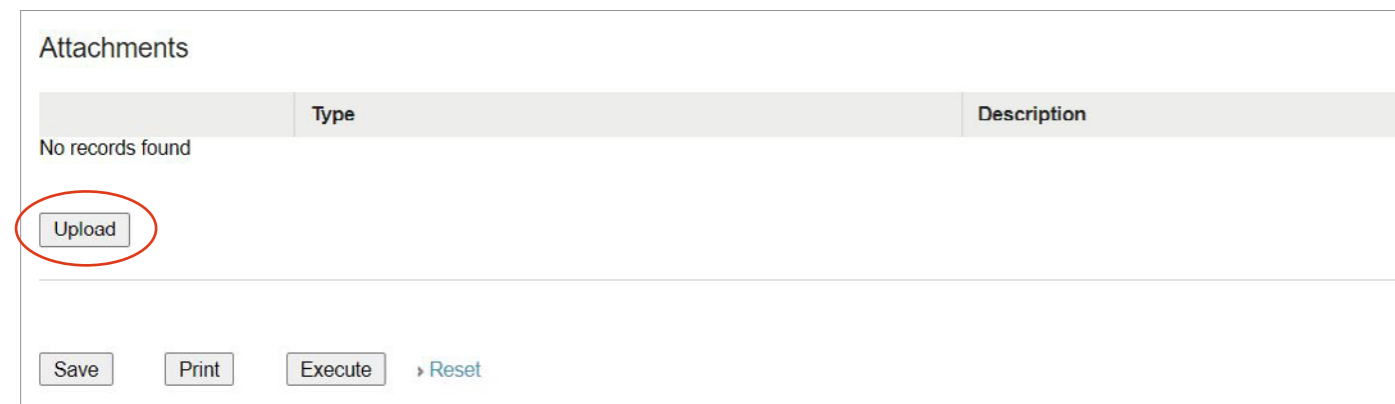 Attachments
Type Description
No records found
Upload
Save Print Execute Reset